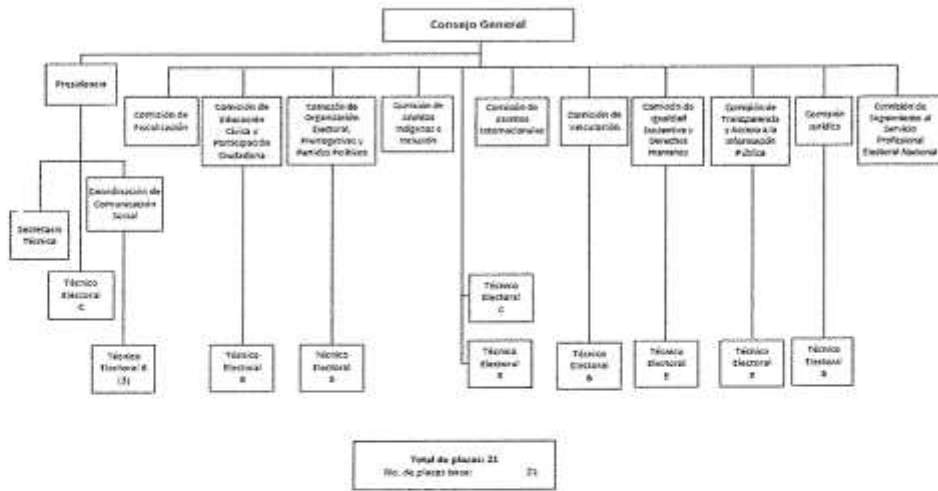 Consejo General
Presidencia
Comisión de
Fiscalización
Comisión de
Educación
Cívica y
Participación
Ciudadana
Comisión de
Organización
Electoral,
Prerrogativas y
Partidos Políticos
Comisión de
asuntos
Indígenas e
Inclusión
Comisión de
asuntos
Internacionales
Comisión de
vinculación
Comisión de
Igualdad
Sustantiva y
Derechos
Humanos
Comisión de
Transparencia
y Acceso a la
Información
Pública
Comisión
Jurídica
Comisión de
Seguimiento al
Servicio
Profesional
Electoral Nacional
Coordinación de
Comunicación
Social
Secretario
Técnico
Técnico
Electoral
C
Técnico
Electoral
C
Técnico
Electoral B
Técnico
Electoral
Técnico
Electoral
Técnico
Electoral
Técnico
Electoral
Técnico
Electoral
E
Técnico
Electoral
Técnico
Electoral
Total de plazas: 21
No. de plazas base: 21